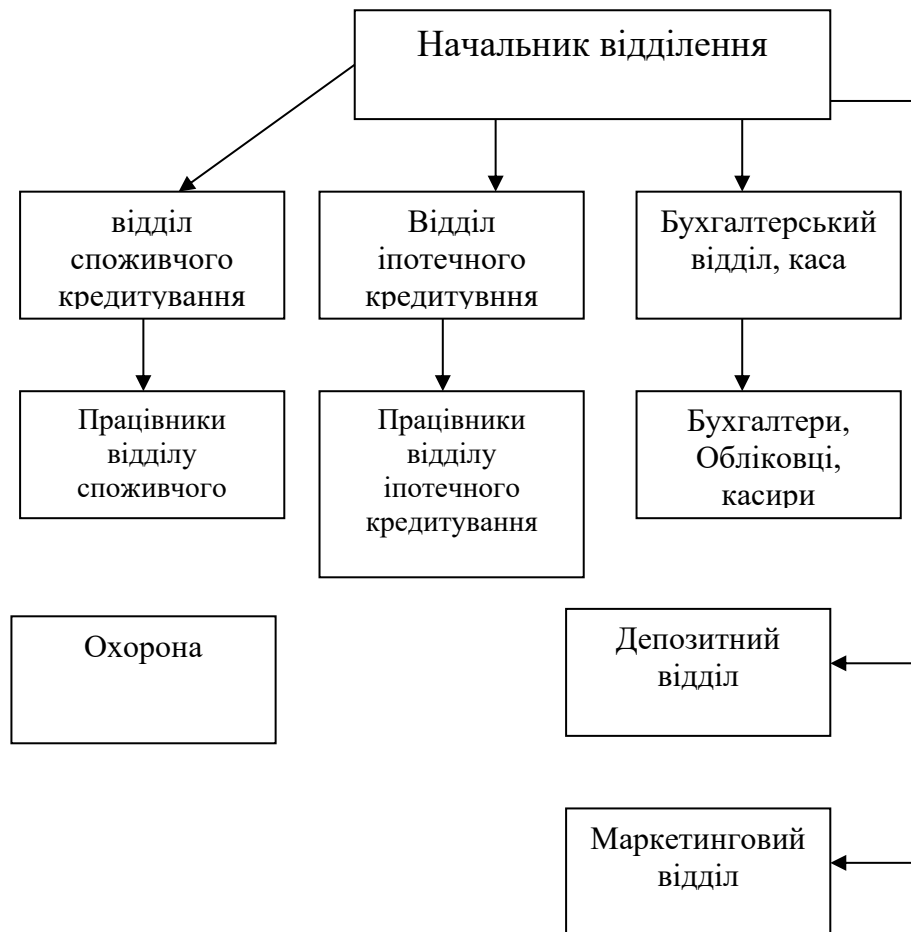 Начальник відділення
відділ
споживчого
кредитування
Відділ
іпотечного
кредитувння
Бухгалтерський
відділ, каса
Працівники
відділу
споживчого
Працівники
відділу
іпотечного
кредитування
Бухгалтери,
Обліковці,
касири
Охорона
Депозитний
відділ
Маркетинговий
відділ